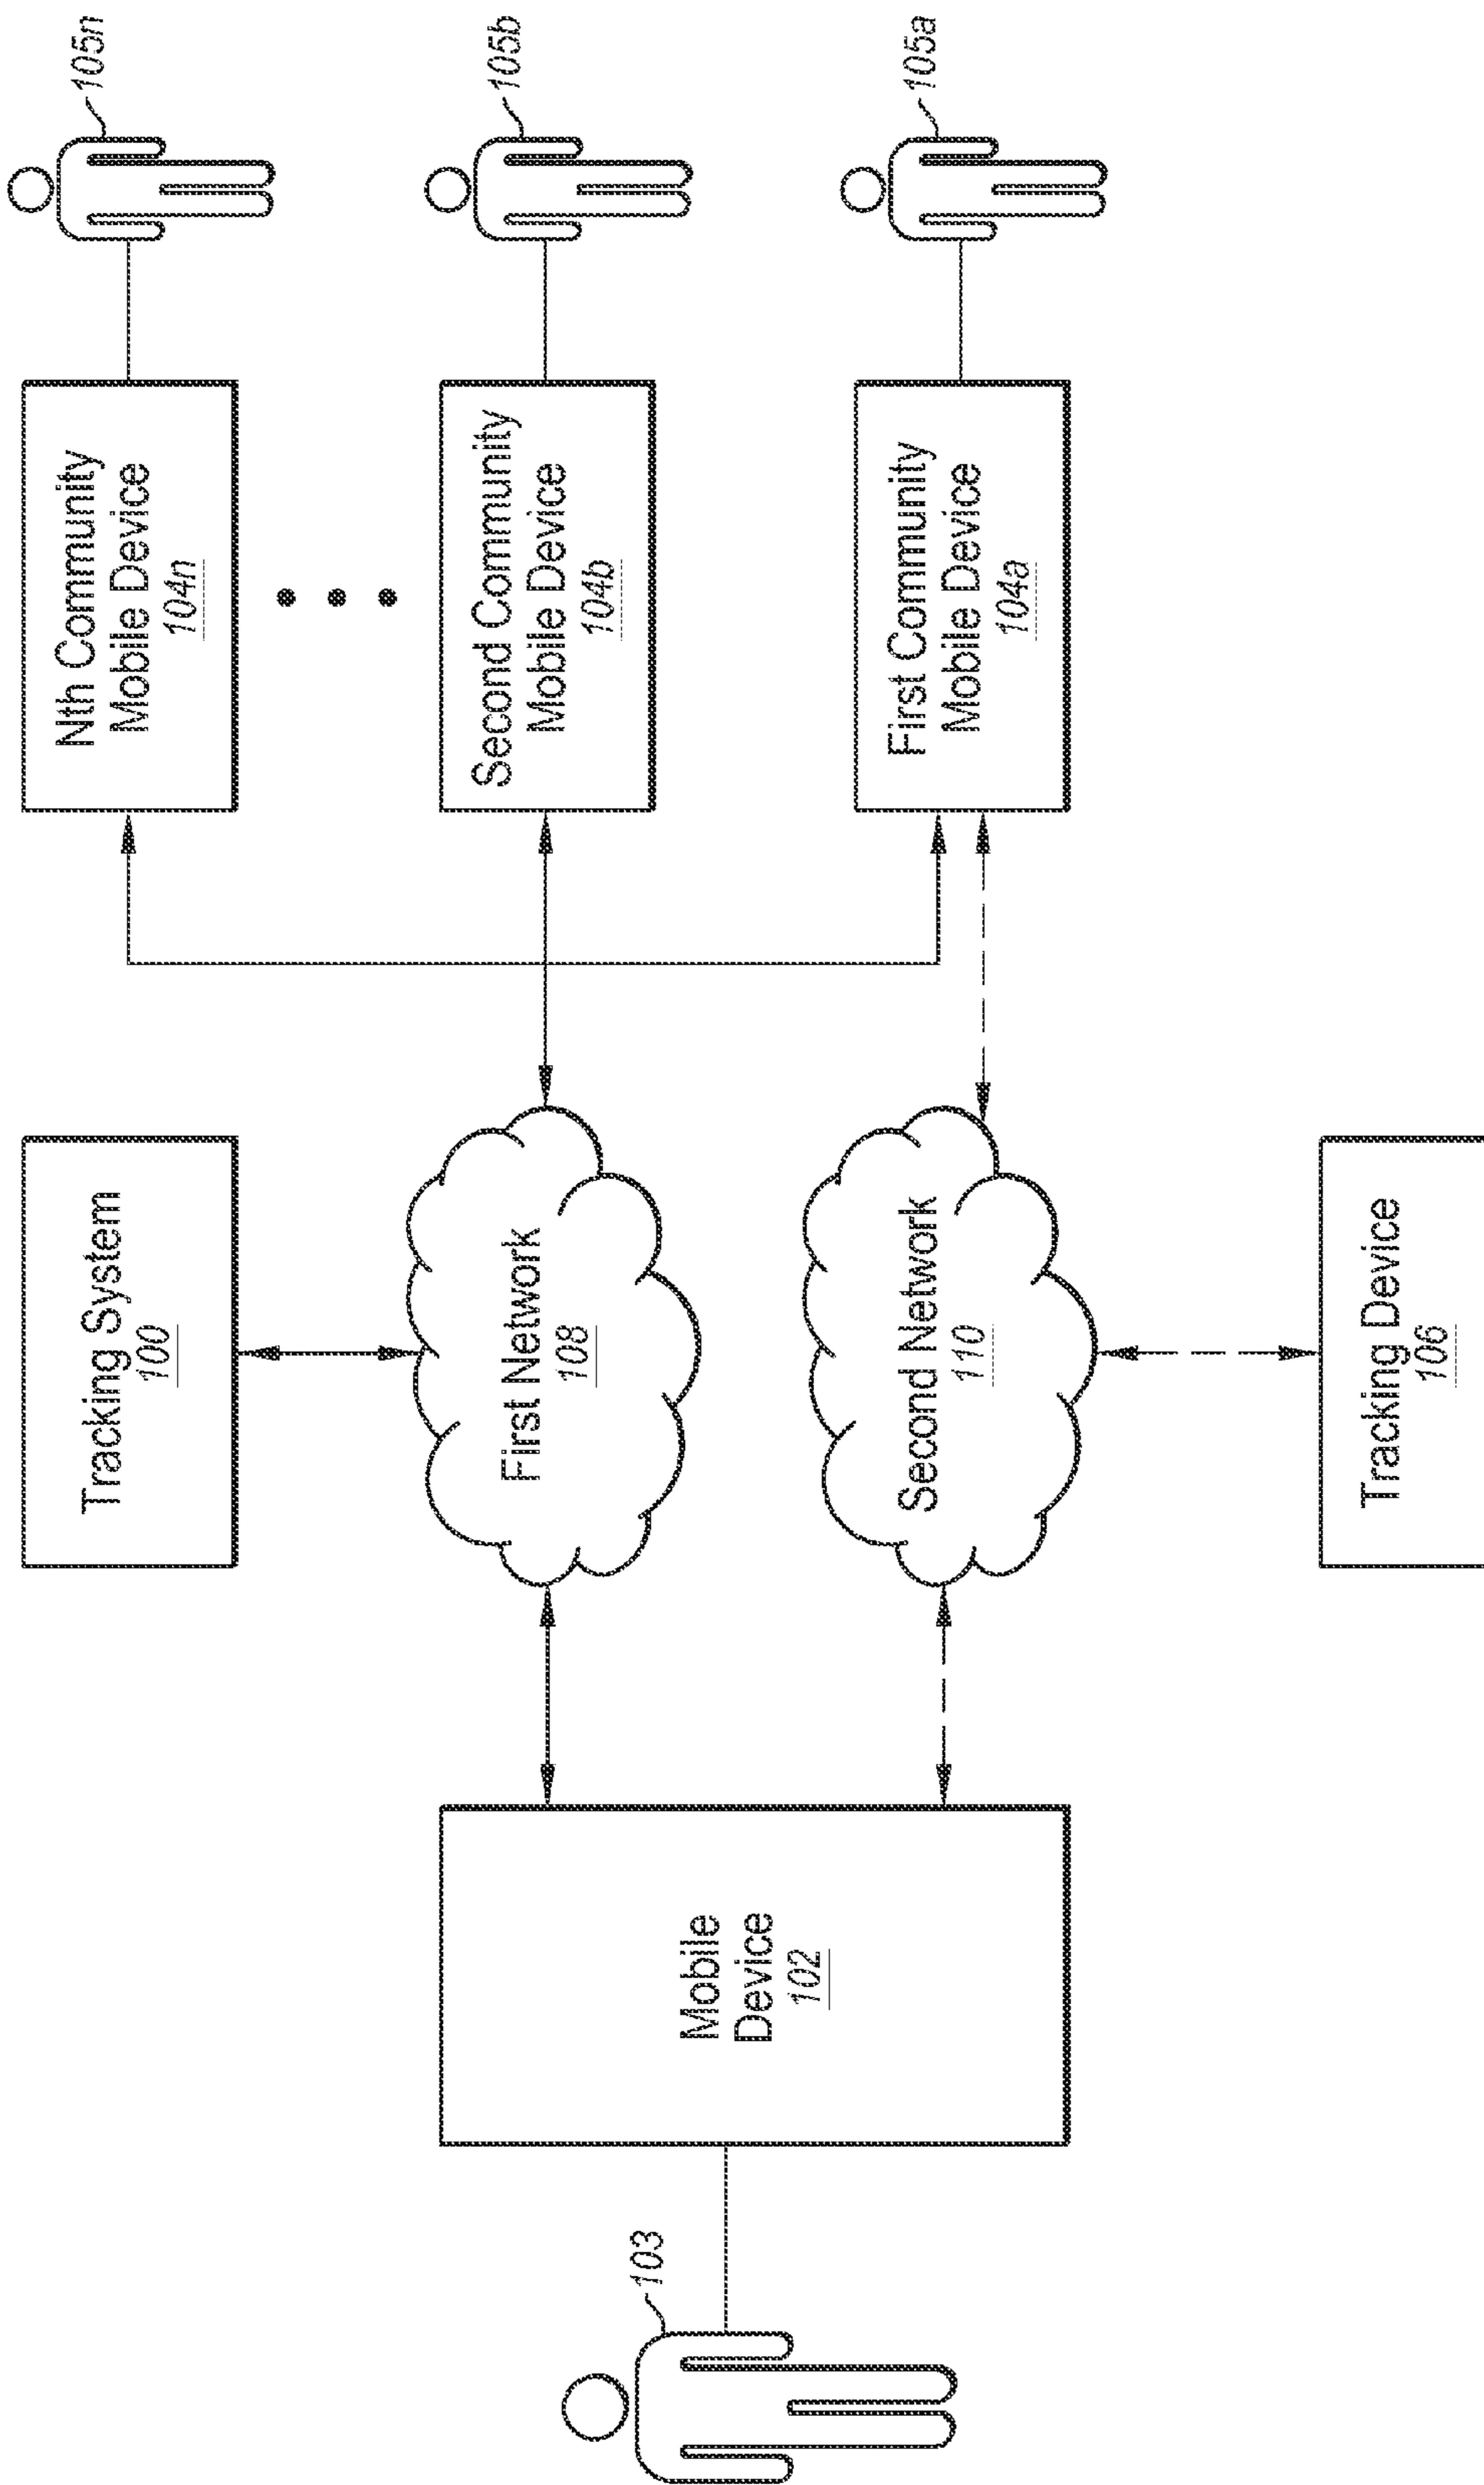 Tracking System
100
Nth Community
Mobile Device
104n
105n
103
Mobile
Device
102
First Network
108
Second Community
Mobile Device
104b
105b
Second Network
110
First Community
Mobile Device
104a
105a
Tracking Device
106